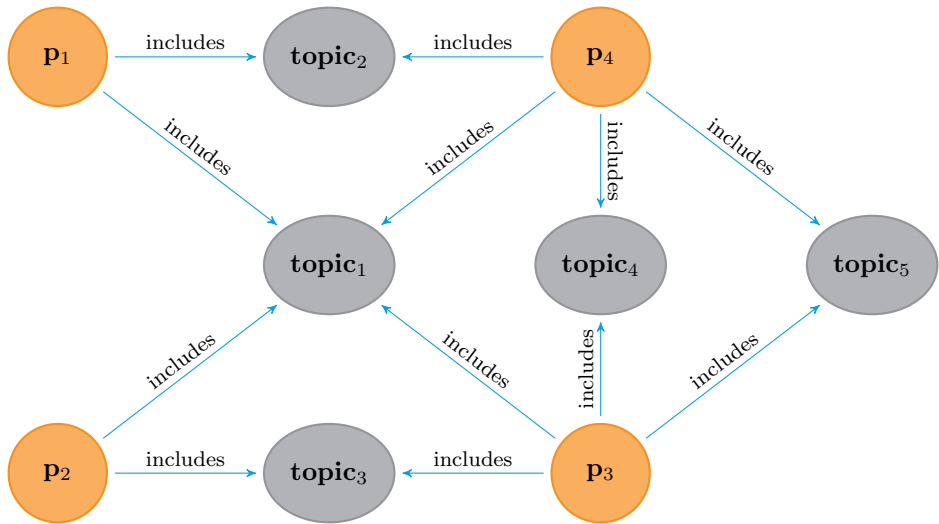 p₁ includes topic₂ includes p₄
includes includes includes includes
topic₁ topic₄ topic₅
includes includes includes includes
p₂ includes topic₃ includes p₃